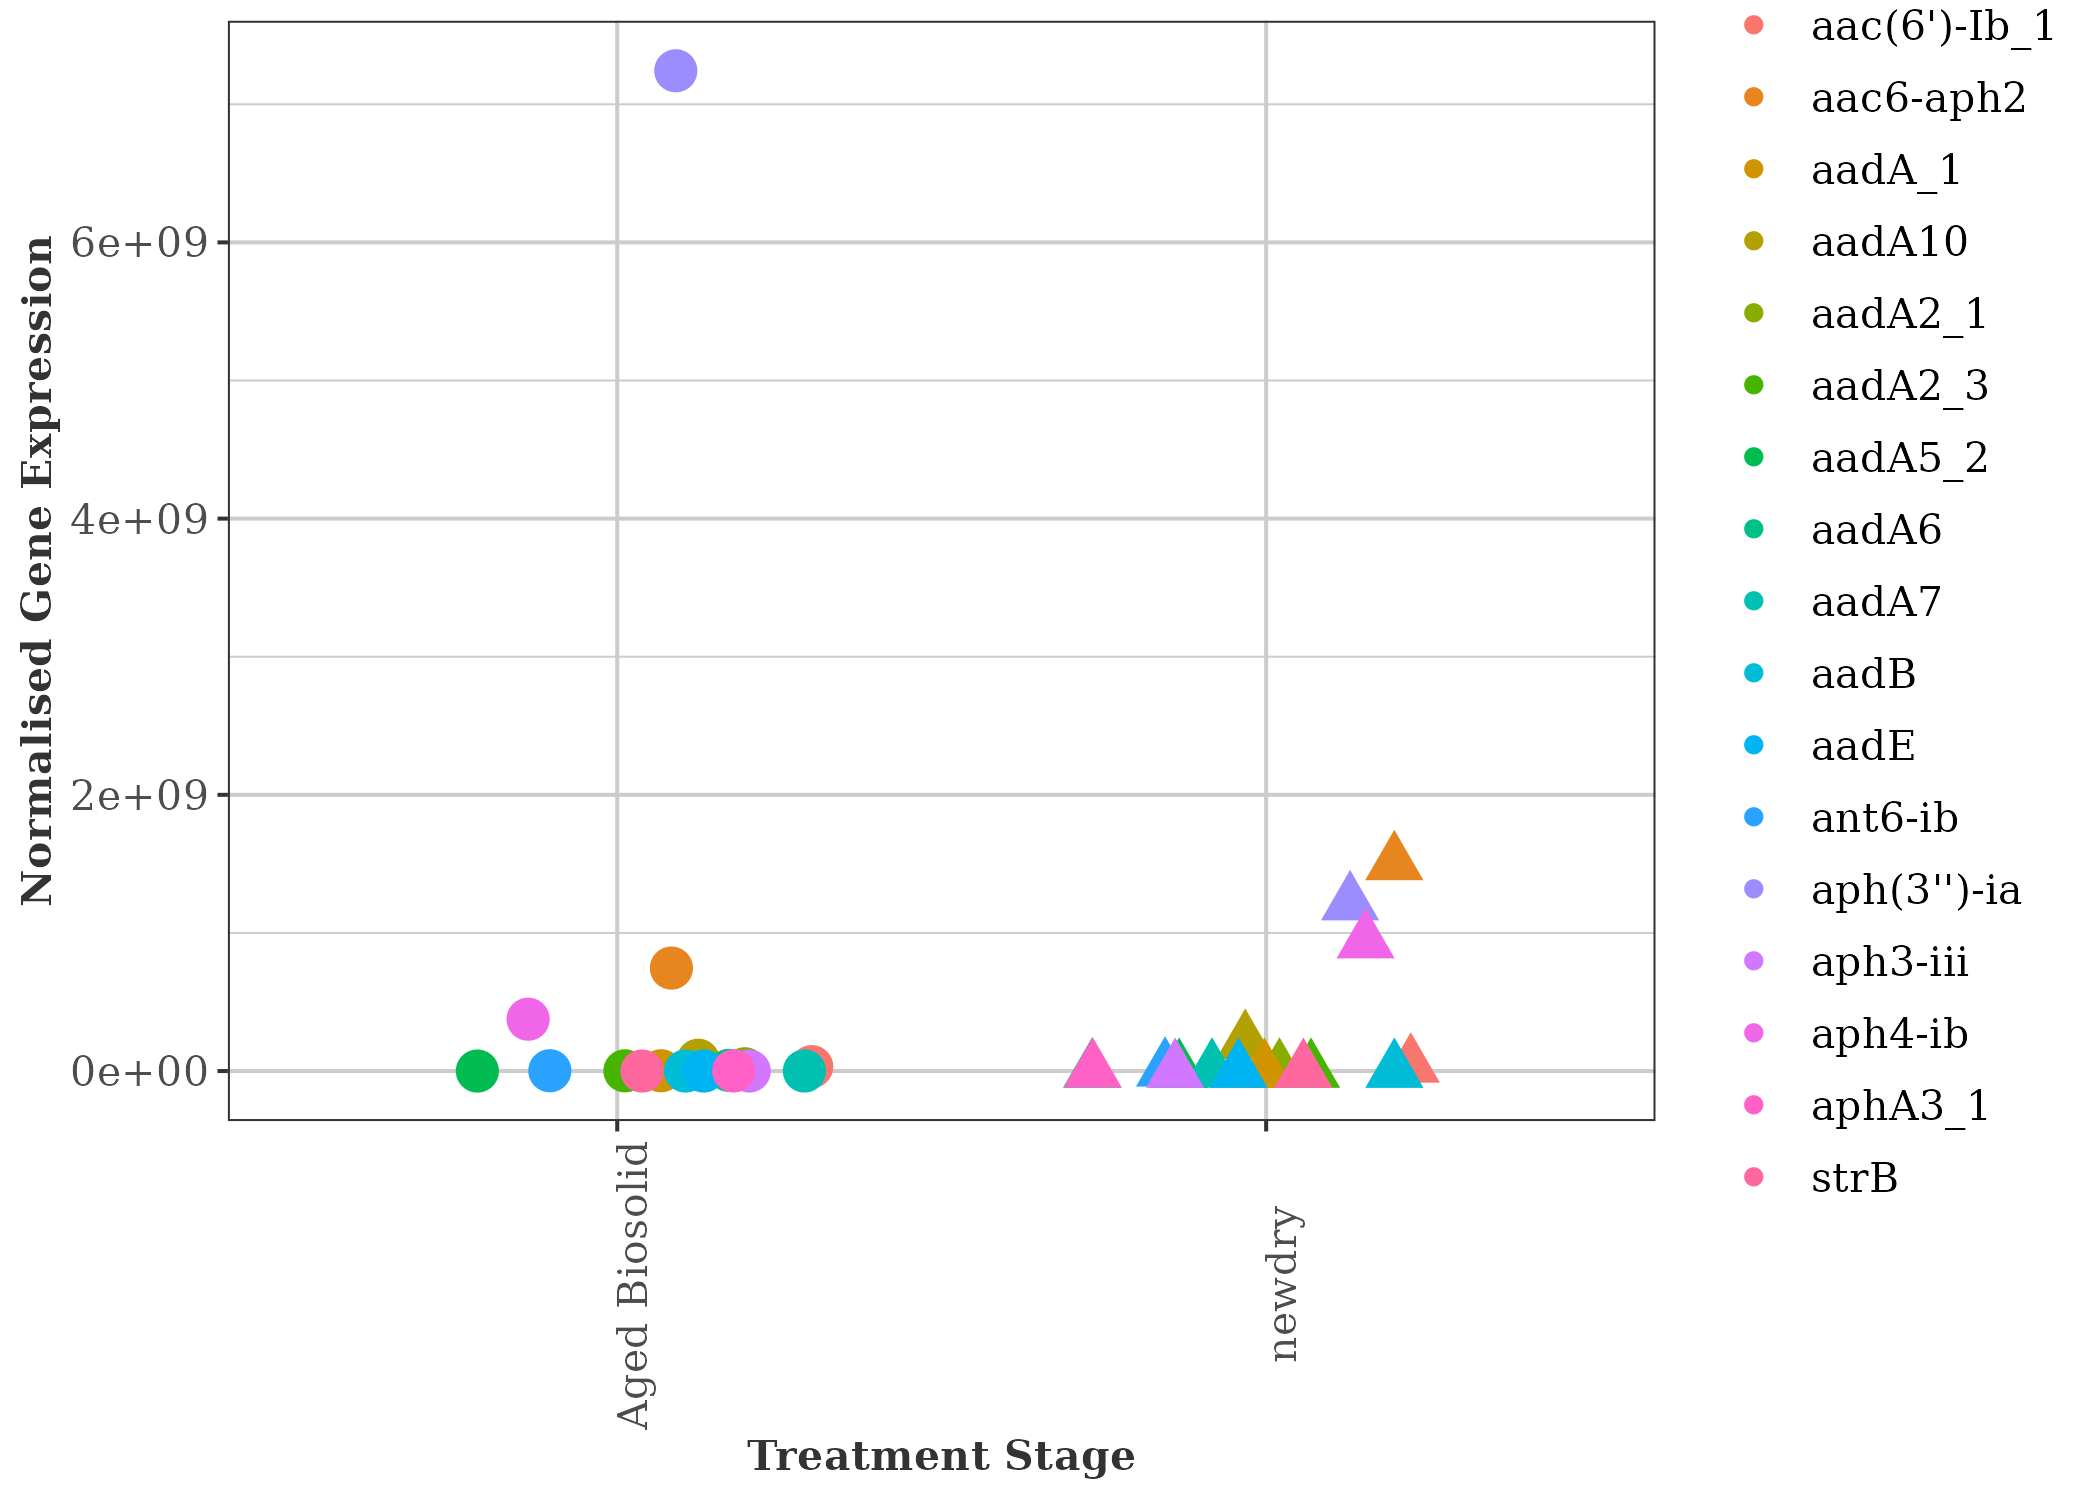 Normalised Gene Expression
6e+09
4e+09
2e+09
0e+00
Aged Biosolid
newdry
Treatment Stage
aac(6')-Ib_1
aac6-aph2
aadA_1
aadA10
aadA2_1
aadA2_3
aadA5_2
aadA6
aadA7
aadB
aadE
ant6-ib
aph(3'')-ia
aph3-iii
aph4-ib
aphA3_1
strB